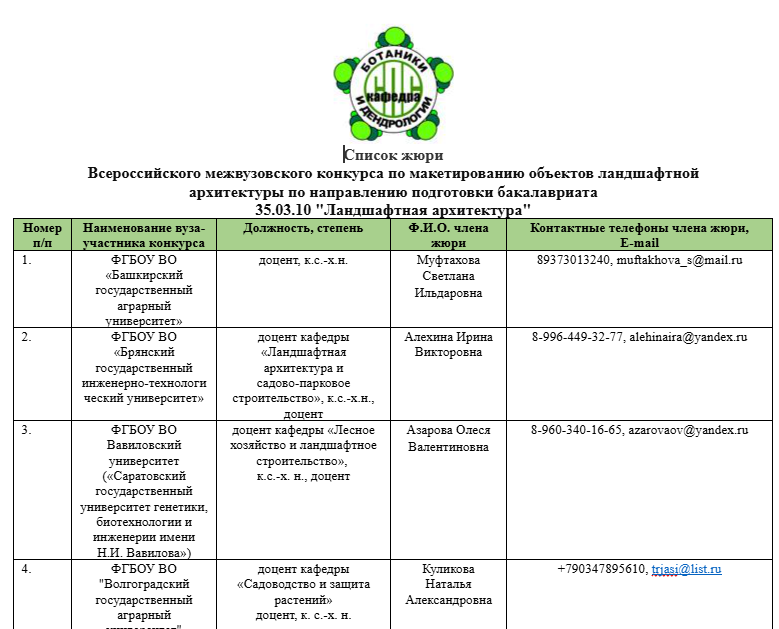 БОТАНИКИ
кафедра
И ДЕНДРОЛОГИИ
Список жюри
Всероссийского межвузовского конкурса по макетированию объектов ландшафтной
архитектуры по направлению подготовки бакалавриата
35.03.10 "Ландшафтная архитектура"
Номер п/п
Наименование вуза-
участника конкурса
Должность, степень
Ф.И.О. члена
жюри
Контактные телефоны члена жюри,
E-mail
1.
ФГБОУ ВО
«Башкирский
государственный
аграрный
университет»
доцент, к.с.-х.н.
Муфтахова
Светлана
Ильдаровна
89373013240, muftakhova_s@mail.ru
2.
ФГБОУ ВО
«Брянский
государственный
инженерно-технологи
ческий университет»
доцент кафедры
«Ландшафтная
архитектура и
садово-парковое
строительство», к.с.-х.н.,
доцент
Алехина Ирина
Викторовна
8-996-449-32-77, alehinaira@yandex.ru
3.
ФГБОУ ВО
Вавиловский
университет
(«Саратовский
государственный
университет генетики,
биотехнологии и
инженерии имени
Н.И. Вавилова»)
доцент кафедры «Лесное
хозяйство и ландшафтное
строительство»,
к.с.-х. н., доцент
Азарова Олеся
Валентиновна
8-960-340-16-65, azarovaov@yandex.ru
4.
ФГБОУ ВО
"Волгоградский
государственный
аграрный
университет"
доцент кафедры
«Садоводство и защита
растений»
доцент, к. с.-х. н.
Куликова
Наталья
Александровна
+790347895610, trjasi@list.ru